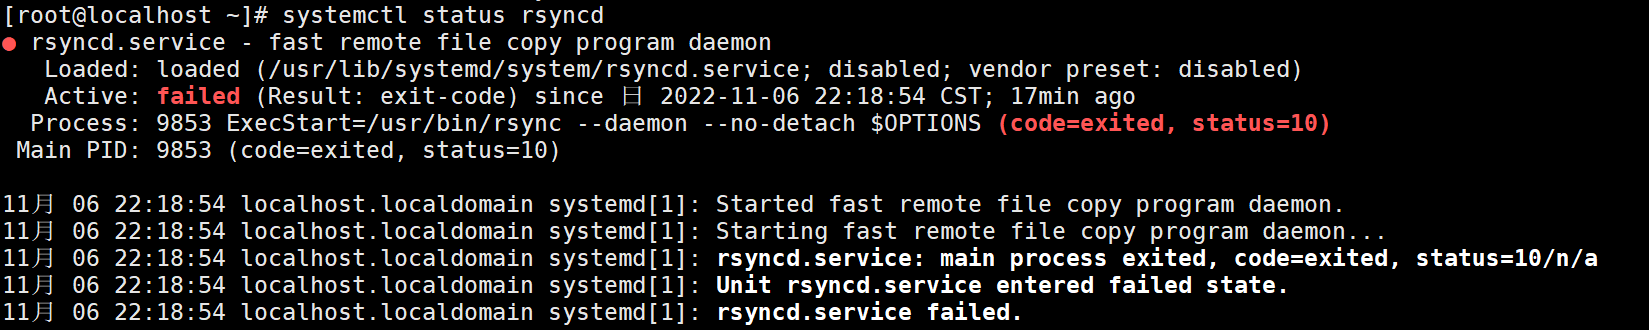 [root@localhost ~]# systemctl status rsyncd
● rsyncd.service - fast remote file copy program daemon
   Loaded: loaded (/usr/lib/systemd/system/rsyncd.service; disabled; vendor preset: disabled)
   Active: failed (Result: exit-code) since 日 2022-11-06 22:18:54 CST; 17min ago
  Process: 9853 ExecStart=/usr/bin/rsync --daemon --no-detach $OPTIONS (code=exited, status=10)
 Main PID: 9853 (code=exited, status=10)

11月 06 22:18:54 localhost.localdomain systemd[1]: Started fast remote file copy program daemon.
11月 06 22:18:54 localhost.localdomain systemd[1]: Starting fast remote file copy program daemon...
11月 06 22:18:54 localhost.localdomain systemd[1]: rsyncd.service: main process exited, code=exited, status=10/n/a
11月 06 22:18:54 localhost.localdomain systemd[1]: Unit rsyncd.service entered failed state.
11月 06 22:18:54 localhost.localdomain systemd[1]: rsyncd.service failed.